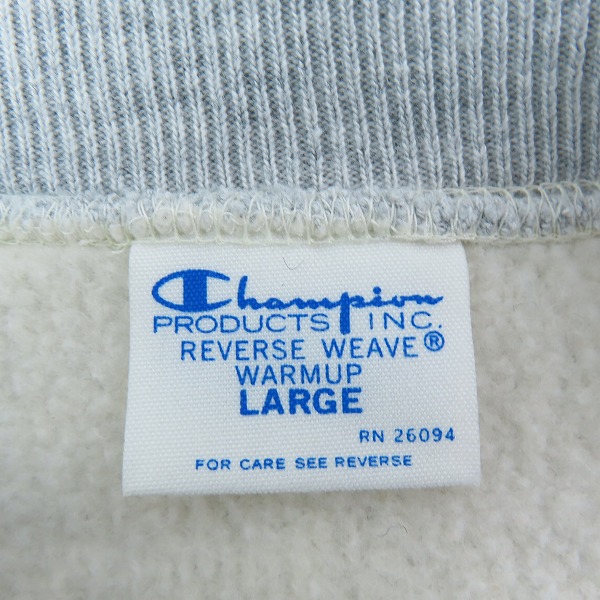 Champion
PRODUCTS INC.
REVERSE WEAVE®
WARMUP
LARGE
RN 26094
FOR CARE SEE REVERSE